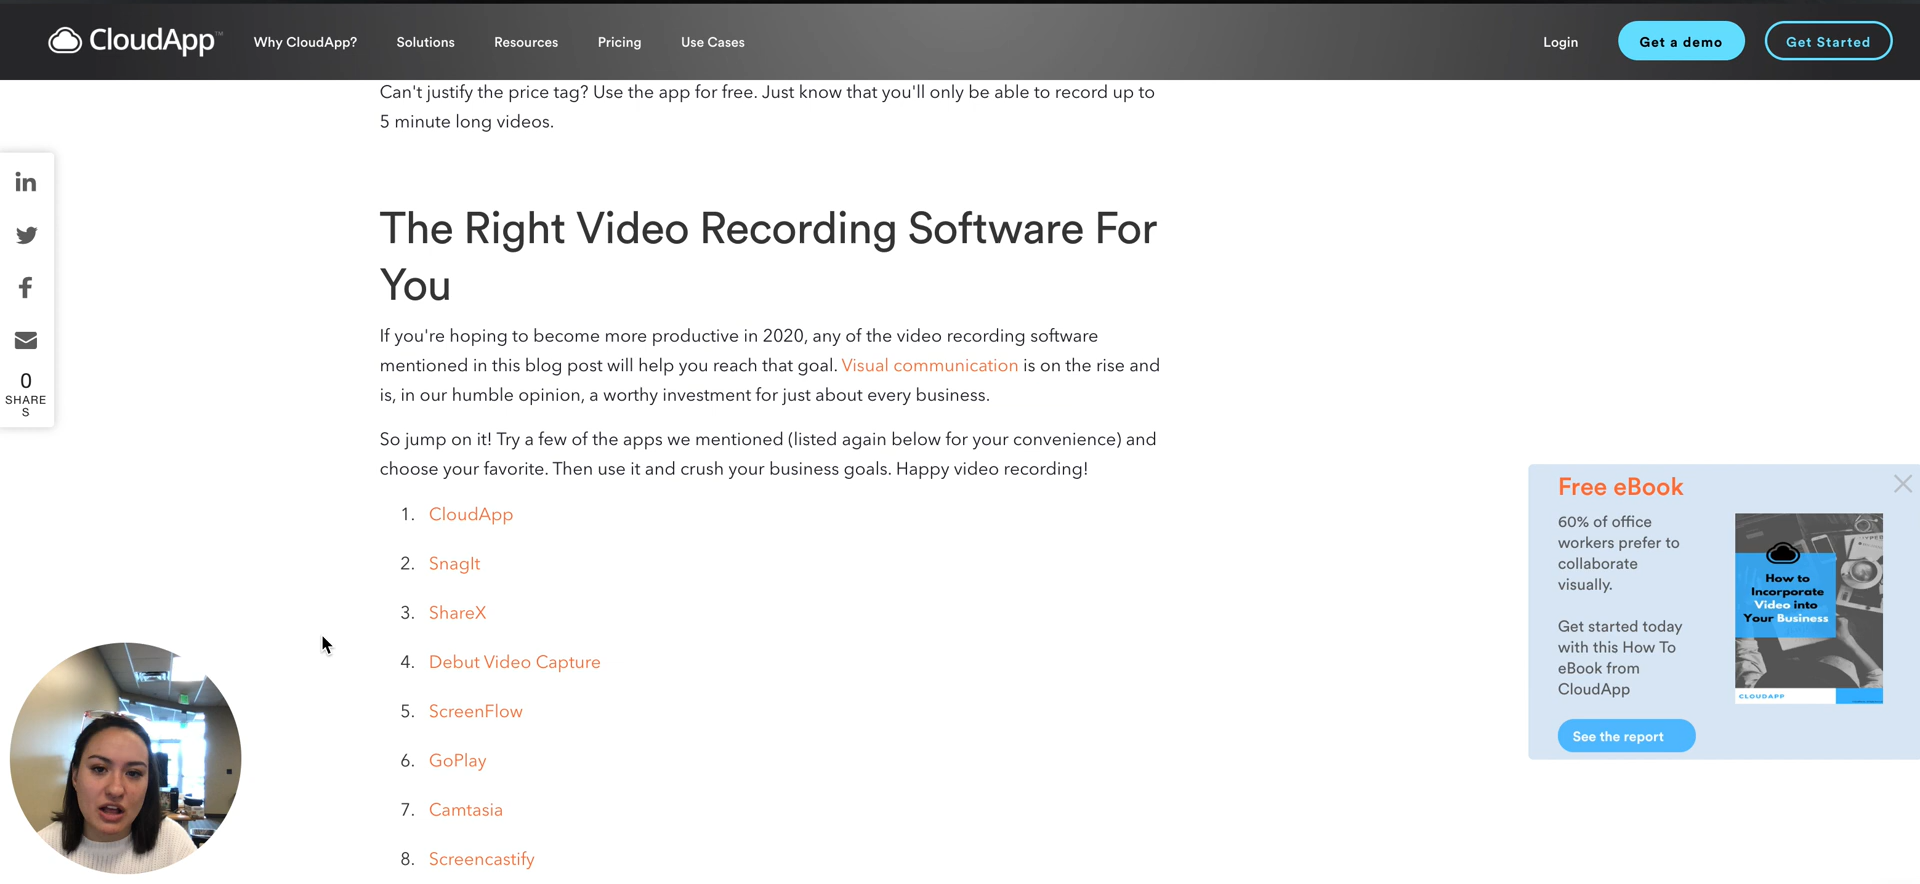 CloudApp™
Why CloudApp?
Solutions
Resources
Pricing
Use Cases
Login
Get a demo
Get Started
Can't justify the price tag? Use the app for free. Just know that you'll only be able to record up to
5 minute long videos.
in
0
SHARE
S
The Right Video Recording Software For
You
If you're hoping to become more productive in 2020, any of the video recording software
mentioned in this blog post will help you reach that goal. Visual communication is on the rise and
is, in our humble opinion, a worthy investment for just about every business.
So jump on it! Try a few of the apps we mentioned (listed again below for your convenience) and
choose your favorite. Then use it and crush your business goals. Happy video recording!
1. CloudApp
2. SnagIt
3. ShareX
4. Debut Video Capture
5. ScreenFlow
6. GoPlay
7. Camtasia
8. Screencastify
Free eBook
60% of office
workers prefer to
collaborate
visually.
Get started today
with this How To
eBook from
CloudApp
See the report
How to
Incorporate
Video into
Your Business
CLOUDAPP